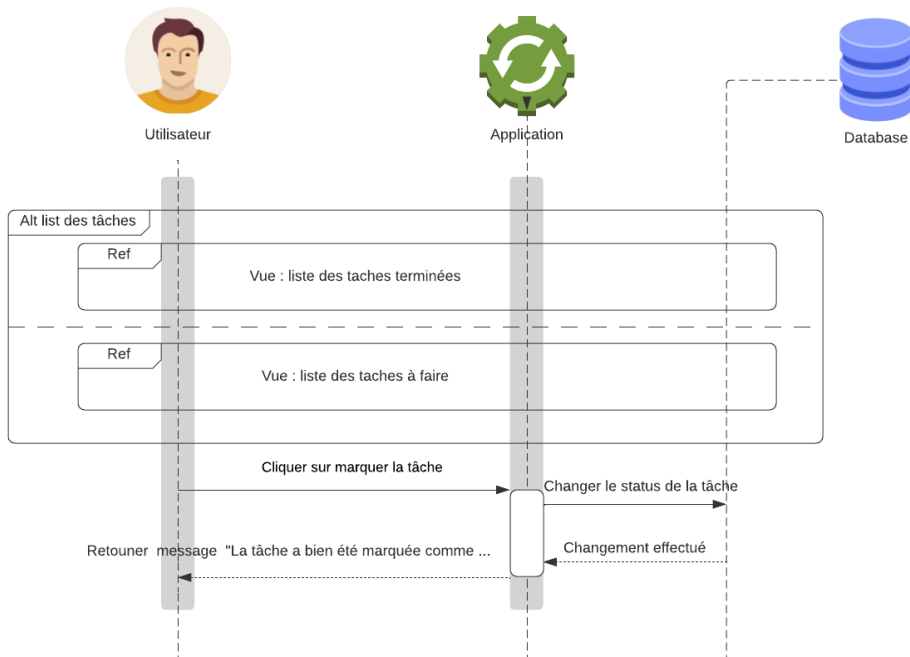 Utilisateur
Application
Database
Alt list des tâches
Ref
Vue : liste des taches terminées
Ref
Vue : liste des taches à faire
Cliquer sur marquer la tâche
Changer le status de la tâche
Changement effectué
Retouner message "La tâche a bien été marquée comme ...